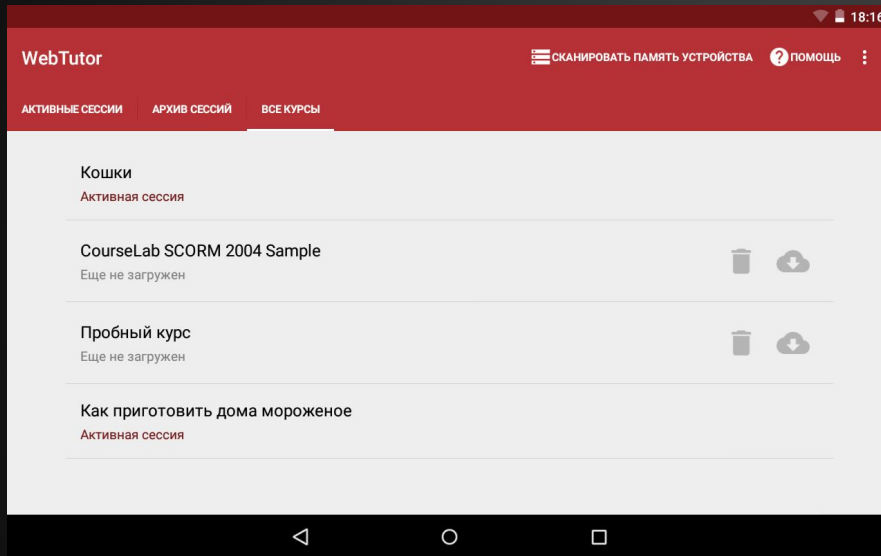 18:16
WebTutor
СКАНИРОВАТЬ ПАМЯТЬ УСТРОЙСТВА
ПОМОЩЬ
АКТИВНЫЕ СЕССИИ
АРХИВ СЕССИЙ
ВСЕ КУРСЫ
Кошки
Активная сессия
CourseLab SCORM 2004 Sample
Еще не загружен
Пробный курс
Еще не загружен
Как приготовить дома мороженое
Активная сессия